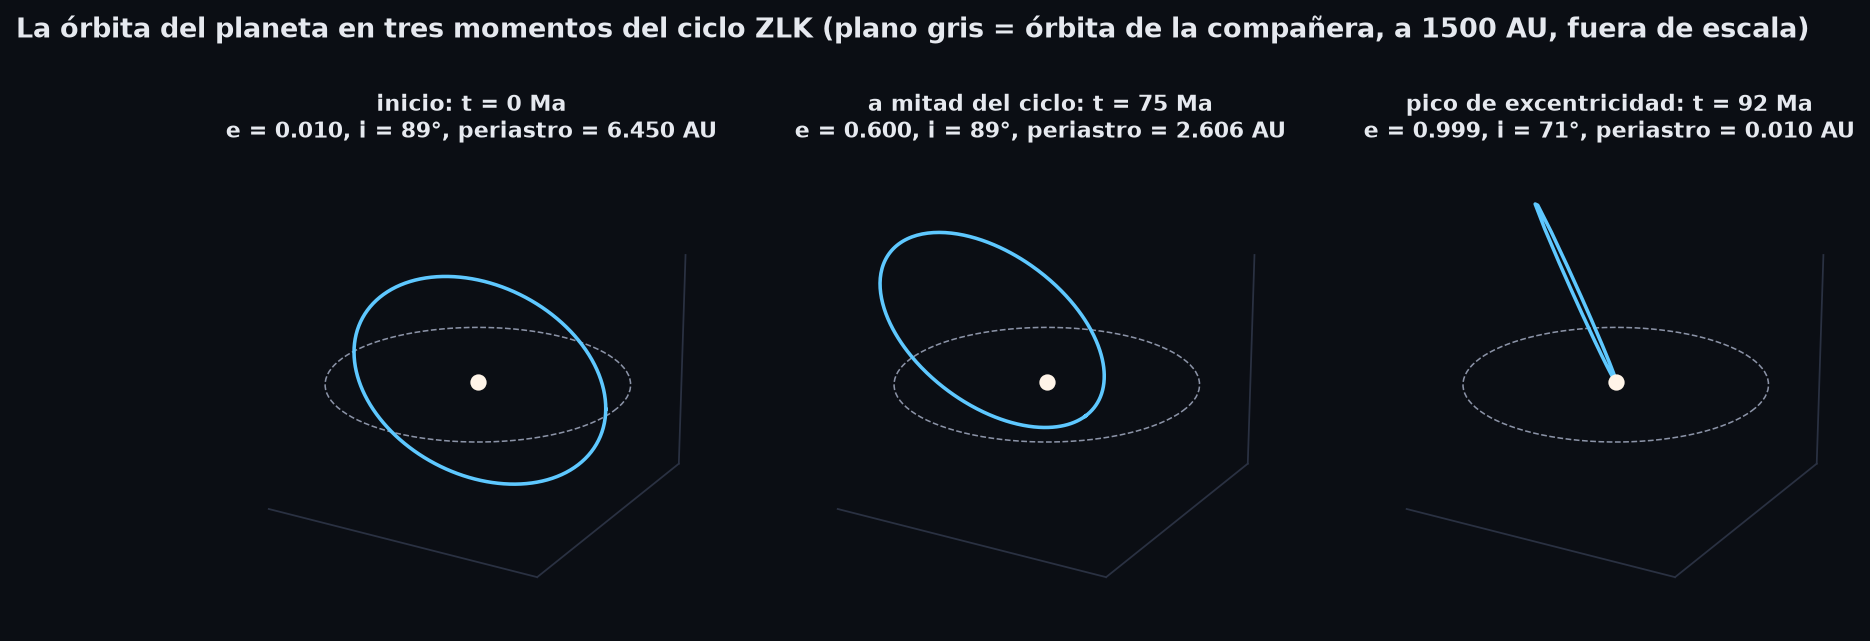 La órbita del planeta en tres momentos del ciclo ZLK (plano gris = órbita de la compañera, a 1500 AU, fuera de escala)
inicio: t = 0 Ma
e = 0.010, i = 89°, periastro = 6.450 AU
a mitad del ciclo: t = 75 Ma
e = 0.600, i = 89°, periastro = 2.606 AU
pico de excentricidad: t = 92 Ma
e = 0.999, i = 71°, periastro = 0.010 AU